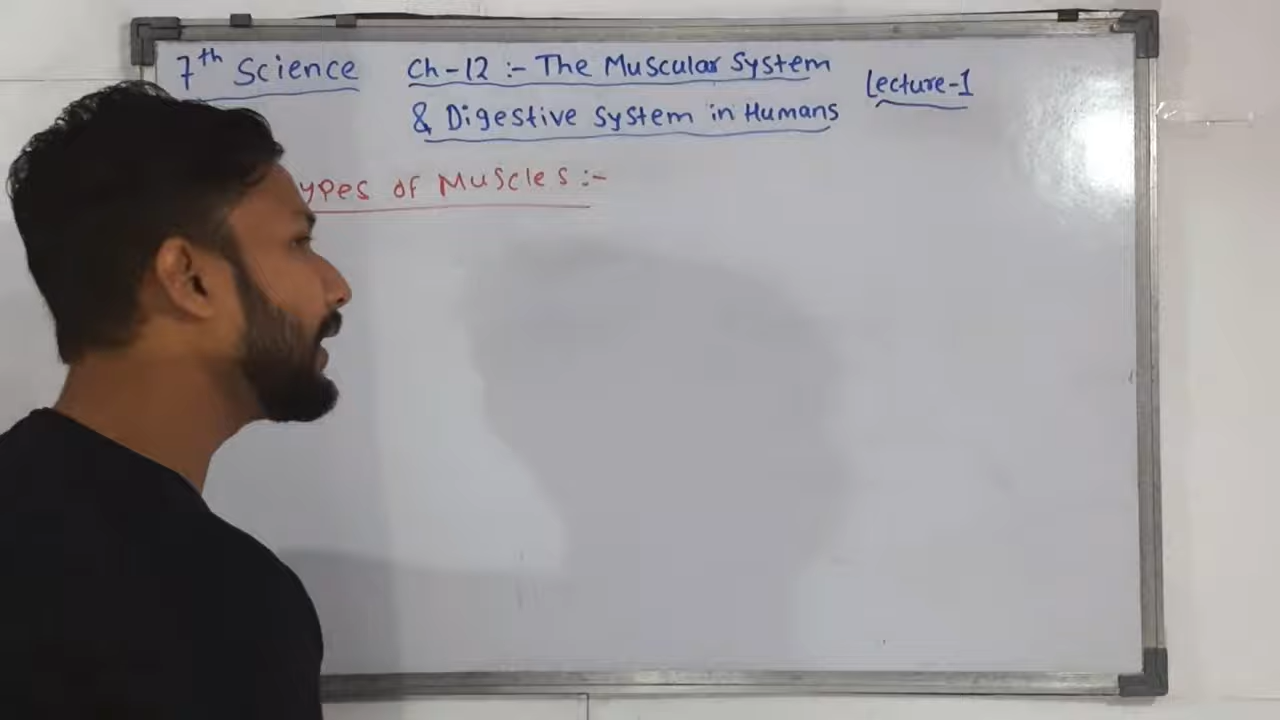 7th Science Ch-12 :- The Muscular System Lecture-1
& Digestive System in Humans
ypes of Muscles :-